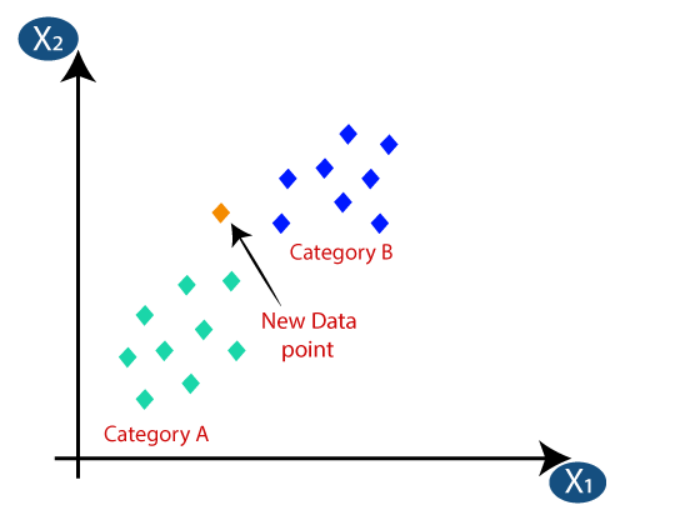 X2
Category B
New Data
point
Category A
X1